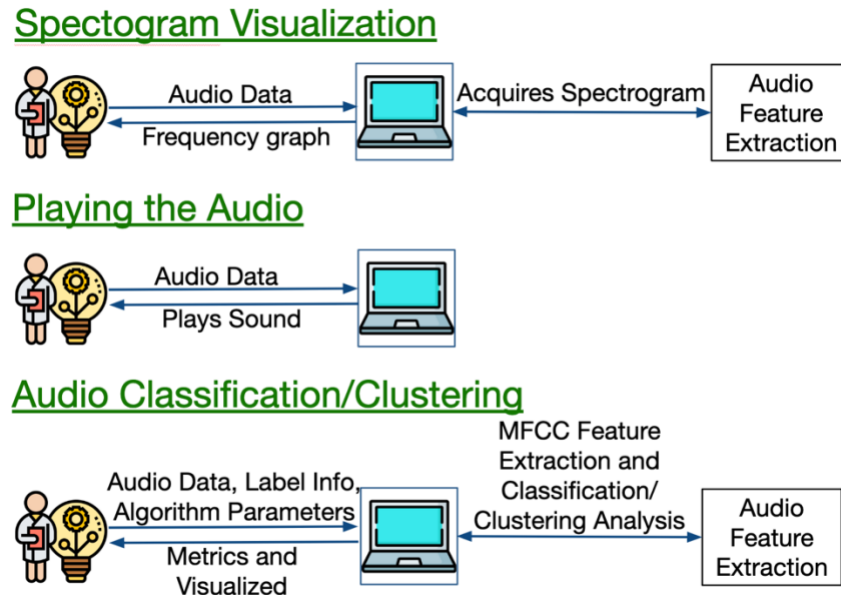 Spectogram Visualization
Audio Data
Frequency graph
Acquires Spectrogram
Audio
Feature
Extraction
Playing the Audio
Audio Data
Plays Sound
Audio Classification/Clustering
Audio Data, Label Info,
Algorithm Parameters
Metrics and
Visualized
MFCC Feature
Extraction and
Classification/
Clustering Analysis
Audio
Feature
Extraction